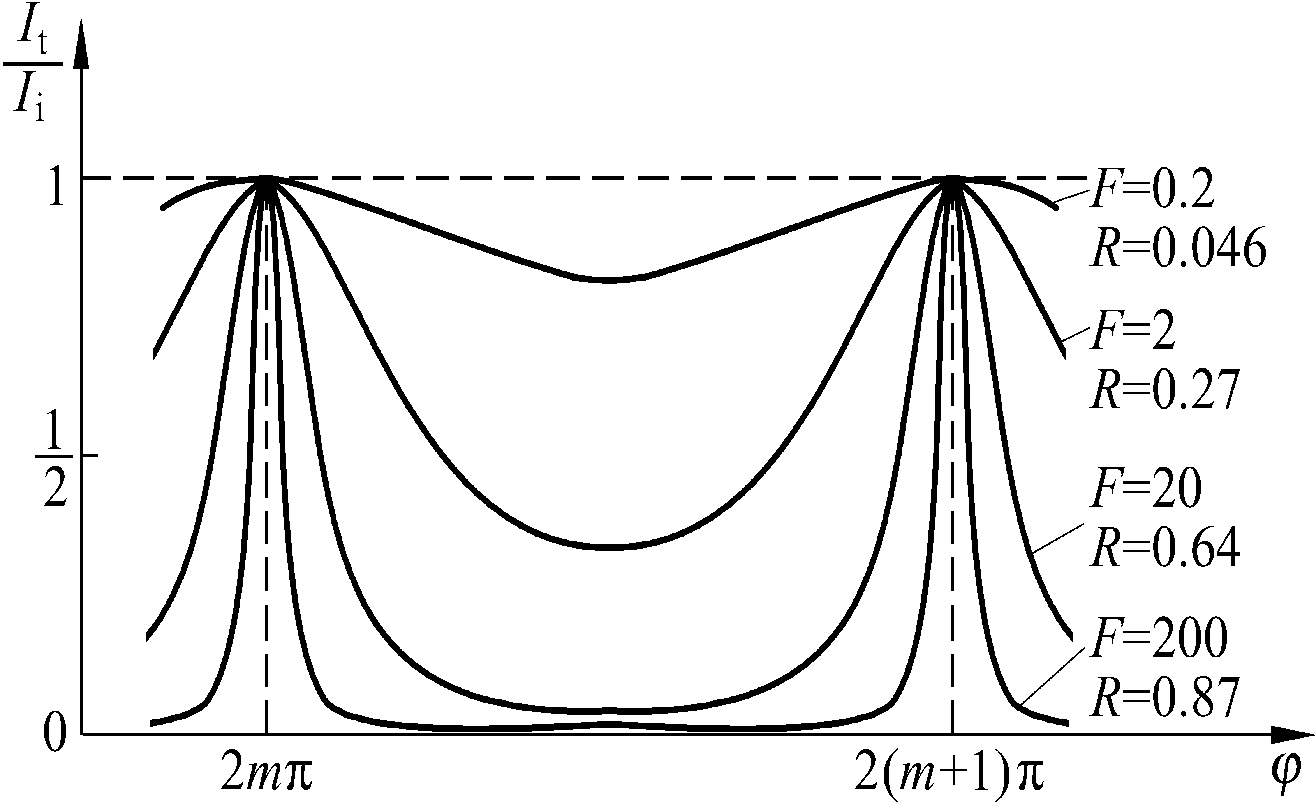 It
Ii
1
F=0.2
R=0.046
F=2
R=0.27
1
2
F=20
R=0.64
F=200
R=0.87
0
2mπ
2(m+1)π
φ